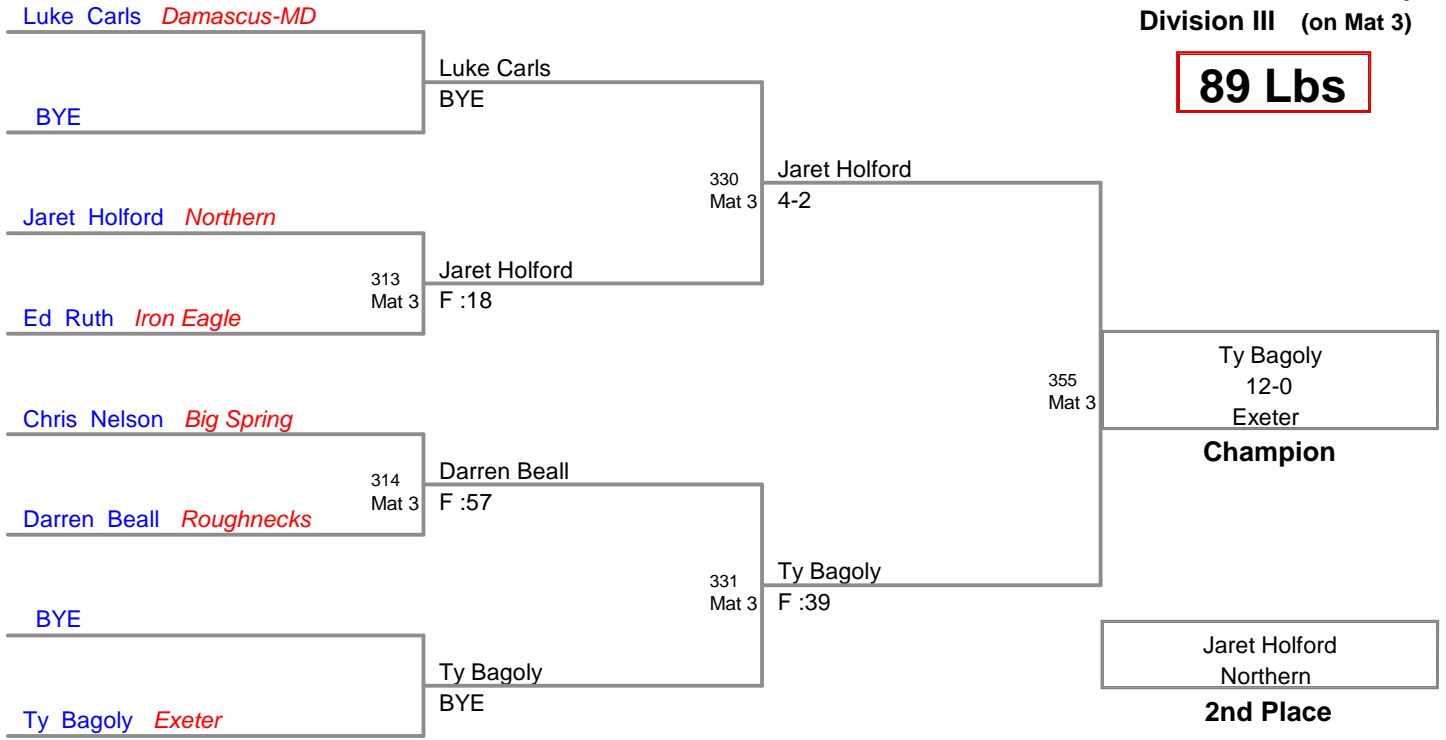 Luke Carls Damascus-MD
Division III (on Mat 3)
89 Lbs
Luke Carls
BYE
BYE
330
Mat 3
Jaret Holford
4-2
Jaret Holford Northern
313
Mat 3
Jaret Holford
F :18
Ed Ruth Iron Eagle
355
Mat 3
Ty Bagoly
12-0
Exeter
Champion
Chris Nelson Big Spring
314
Mat 3
Darren Beall
F :57
Darren Beall Roughnecks
331
Mat 3
Ty Bagoly
F :39
BYE
Ty Bagoly
BYE
Ty Bagoly Exeter
Jaret Holford
Northern
2nd Place